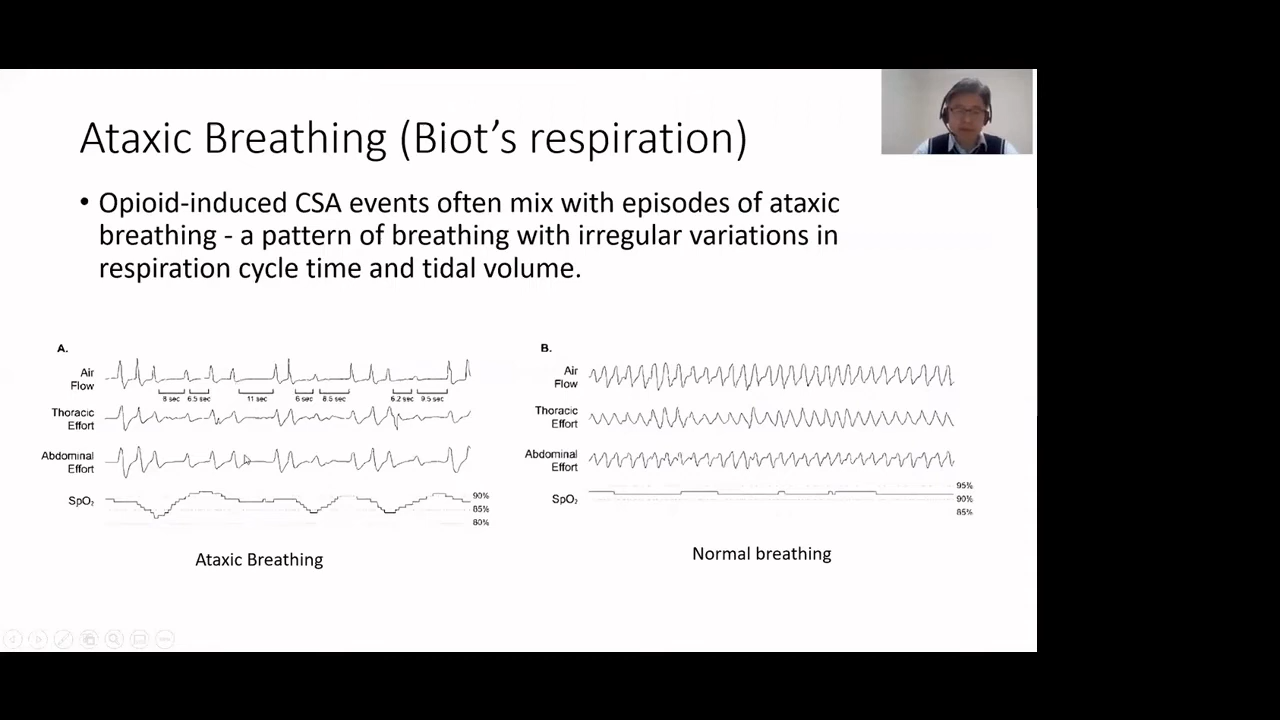 Ataxic Breathing (Biot's respiration)
• Opioid-induced CSA events often mix with episodes of ataxic
breathing - a pattern of breathing with irregular variations in
respiration cycle time and tidal volume.
A.
Air
Flow
8 sec 6.5 sec 11 sec 6 sec 8.5 sec 6.2 sec 9.5 sec
Thoracic
Effort
Abdominal
Effort
SpO₂
90%
85%
80%
Ataxic Breathing
B.
Air
Flow
Thoracic
Effort
Abdominal
Effort
SpO₂
95%
90%
85%
Normal breathing